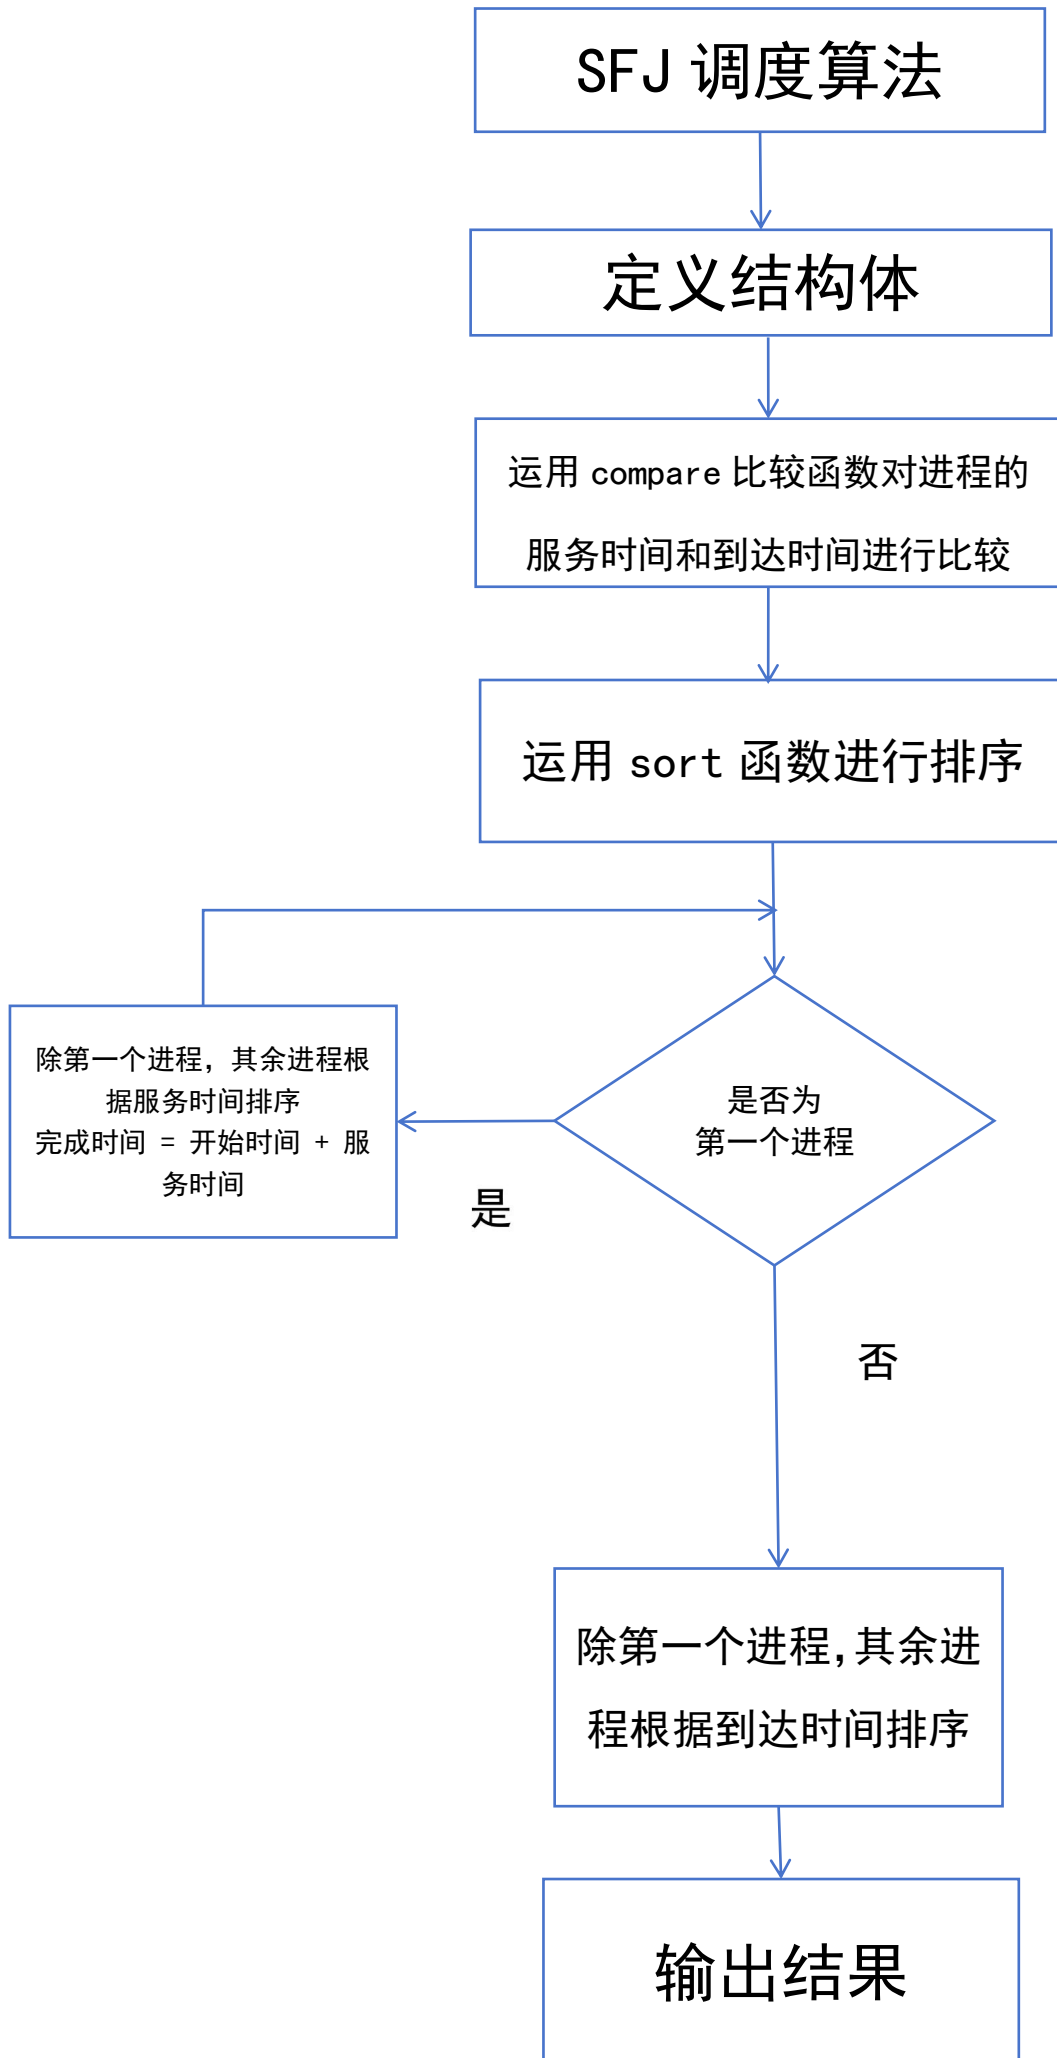 SFJ 调度算法
定义结构体
运用 compare 比较函数对进程的
服务时间和到达时间进行比较
运用 sort 函数进行排序
除第一个进程，其余进程根
据服务时间排序
完成时间 = 开始时间 + 服
务时间
是否为
第一个进程
是
否
除第一个进程,其余进
程根据到达时间排序
输出结果